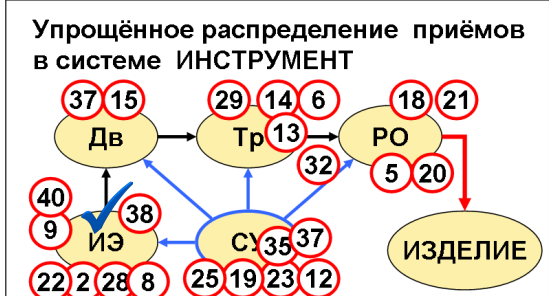 Упрощённое распределение приёмов
в системе ИНСТРУМЕНТ
37 15 29 14 6 18 21
Дв Тр 13 РО
32 5 20
40
9 38
ИЭ СУ 35 37 ИЗДЕЛИЕ
22 2 28 8 25 19 23 12